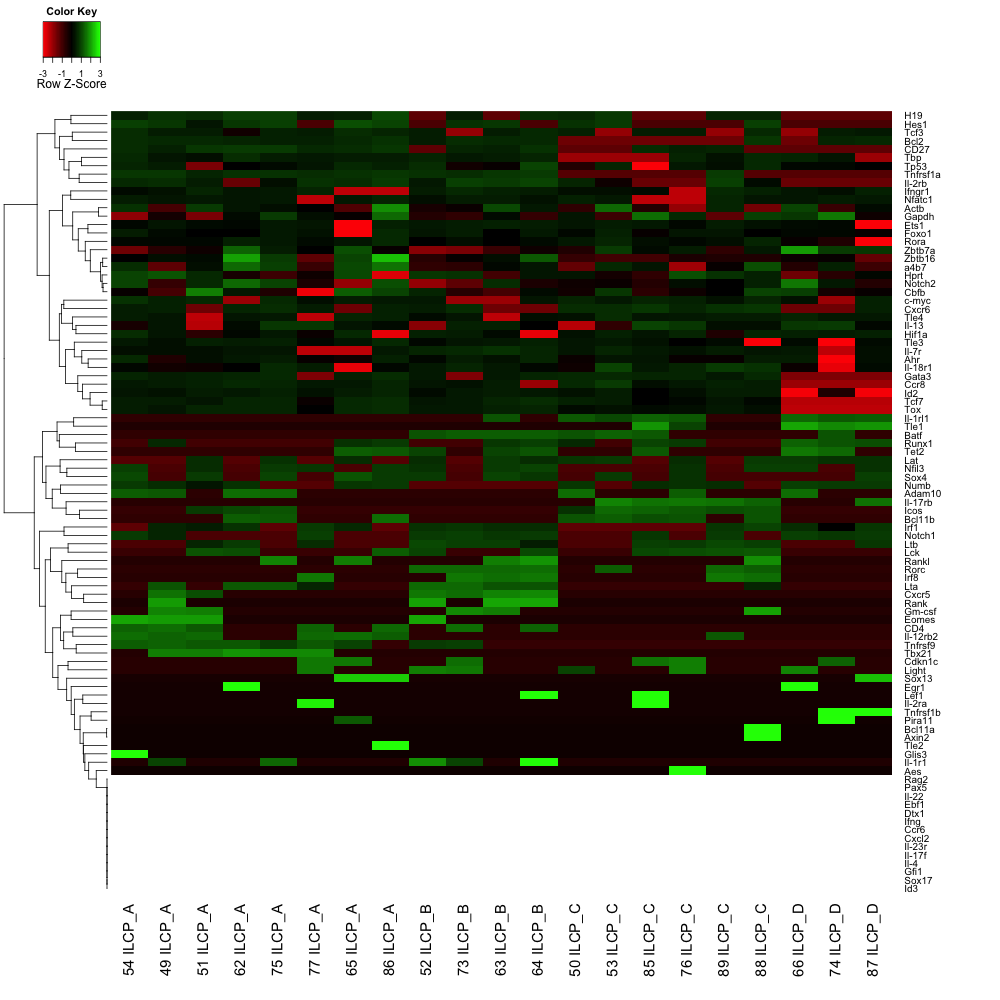 Color Key
-3 -1 1 3
Row Z-Score
H19
Hes1
Tcf3
Bcl2
CD27
Tbp
Tp53
Tnfrsf1a
Il-2rb
Ifngr1
Nfatc1
Actb
Gapdh
Ets1
Foxo1
Rora
Zbtb7a
Zbtb16
a4b7
Hprt
Notch2
Cbfb
c-myc
Cxcr6
Tle4
Il-13
Hif1a
Tle3
Il-7r
Ahr
Il-18r1
Gata3
Ccr8
Id2
Tcf7
Tox
Il-1rl1
Tle1
Batf
Runx1
Tet2
Lat
Nfil3
Sox4
Numb
Adam10
Il-17rb
Icos
Bcl11b
Irf1
Notch1
Ltb
Lck
Rankl
Rorc
Irf8
Lta
Cxcr5
Rank
Gm-csf
Eomes
CD4
Il-12rb2
Tnfrsf9
Tbx21
Cdkn1c
Light
Sox13
Egr1
Lef1
Il-2ra
Tnfrsf1b
Pira11
Bcl11a
Axin2
Tle2
Glis3
Il-1r1
Aes
Rag2
Pax5
Il-22
Ebf1
Dtx1
Ifng
Ccr6
Cxcl2
Il-23r
Il-17f
Il-4
Gfi1
Sox17
Id3
54 ILCP_A
49 ILCP_A
51 ILCP_A
62 ILCP_A
75 ILCP_A
77 ILCP_A
65 ILCP_A
86 ILCP_A
52 ILCP_B
73 ILCP_B
63 ILCP_B
64 ILCP_B
50 ILCP_C
53 ILCP_C
85 ILCP_C
76 ILCP_C
89 ILCP_C
88 ILCP_C
66 ILCP_D
74 ILCP_D
87 ILCP_D